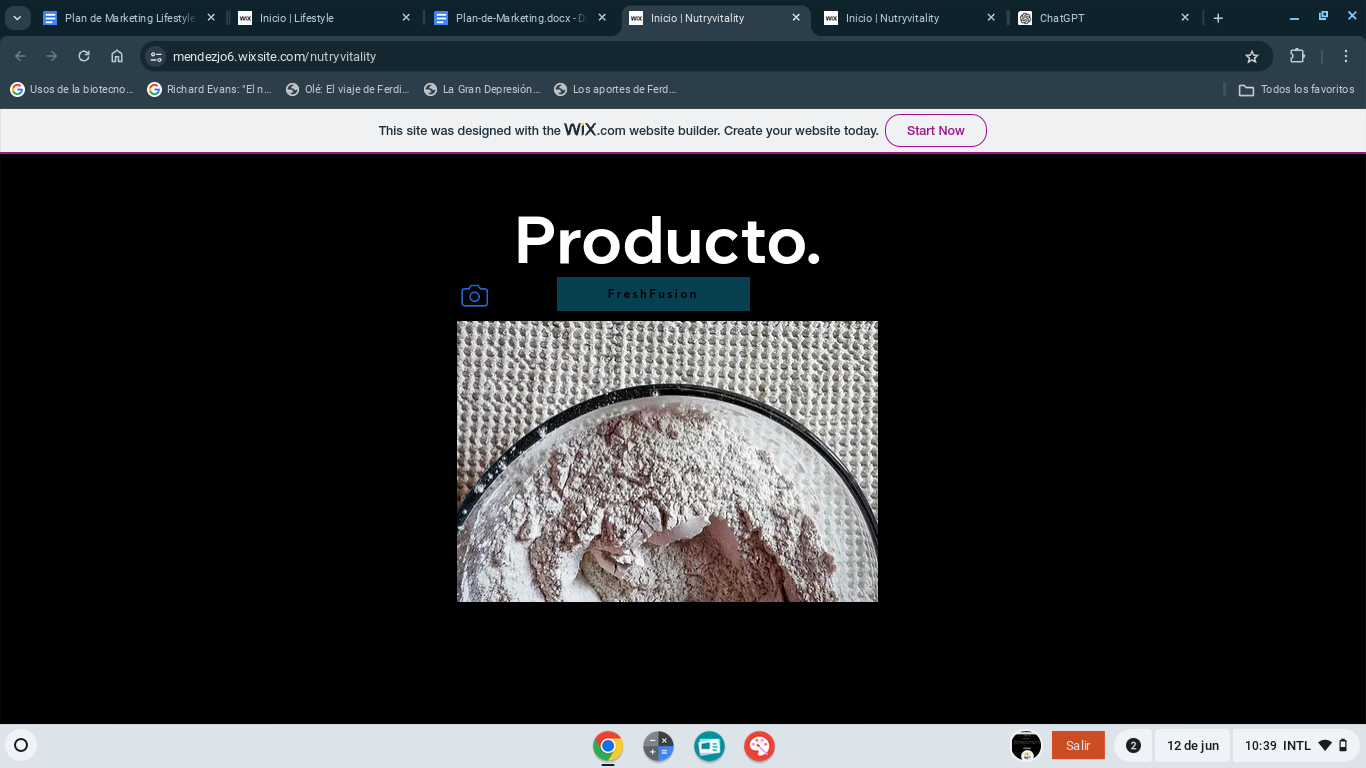 Plan de Marketing Lifestyle
Inicio | Lifestyle
Plan-de-Marketing.docx - D
Inicio | Nutryvitality
Inicio | Nutryvitality
ChatGPT
mendezjo6.wixsite.com/nutryvitality
Usos de la biotecno...
Richard Evans: "El n...
Olé: El viaje de Ferdi...
La Gran Depresión...
Los aportes de Ferd...
Todos los favoritos
This site was designed with the WiX.com website builder. Create your website today.
Start Now
Producto.
FreshFusion
Salir
2
12 de jun
10:39 INTL